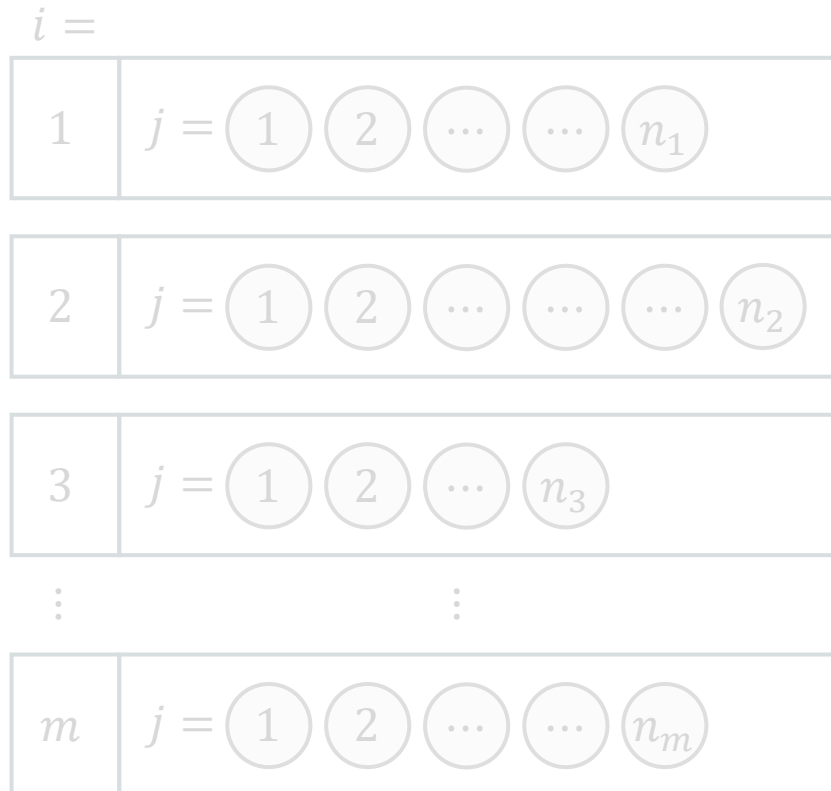 i =
1 j = 1 2 ⋯ ⋯ n₁
2 j = 1 2 ⋯ ⋯ ⋯ n₂
3 j = 1 2 ⋯ n₃
⋮ ⋮
m j = 1 2 ⋯ ⋯ nₘ